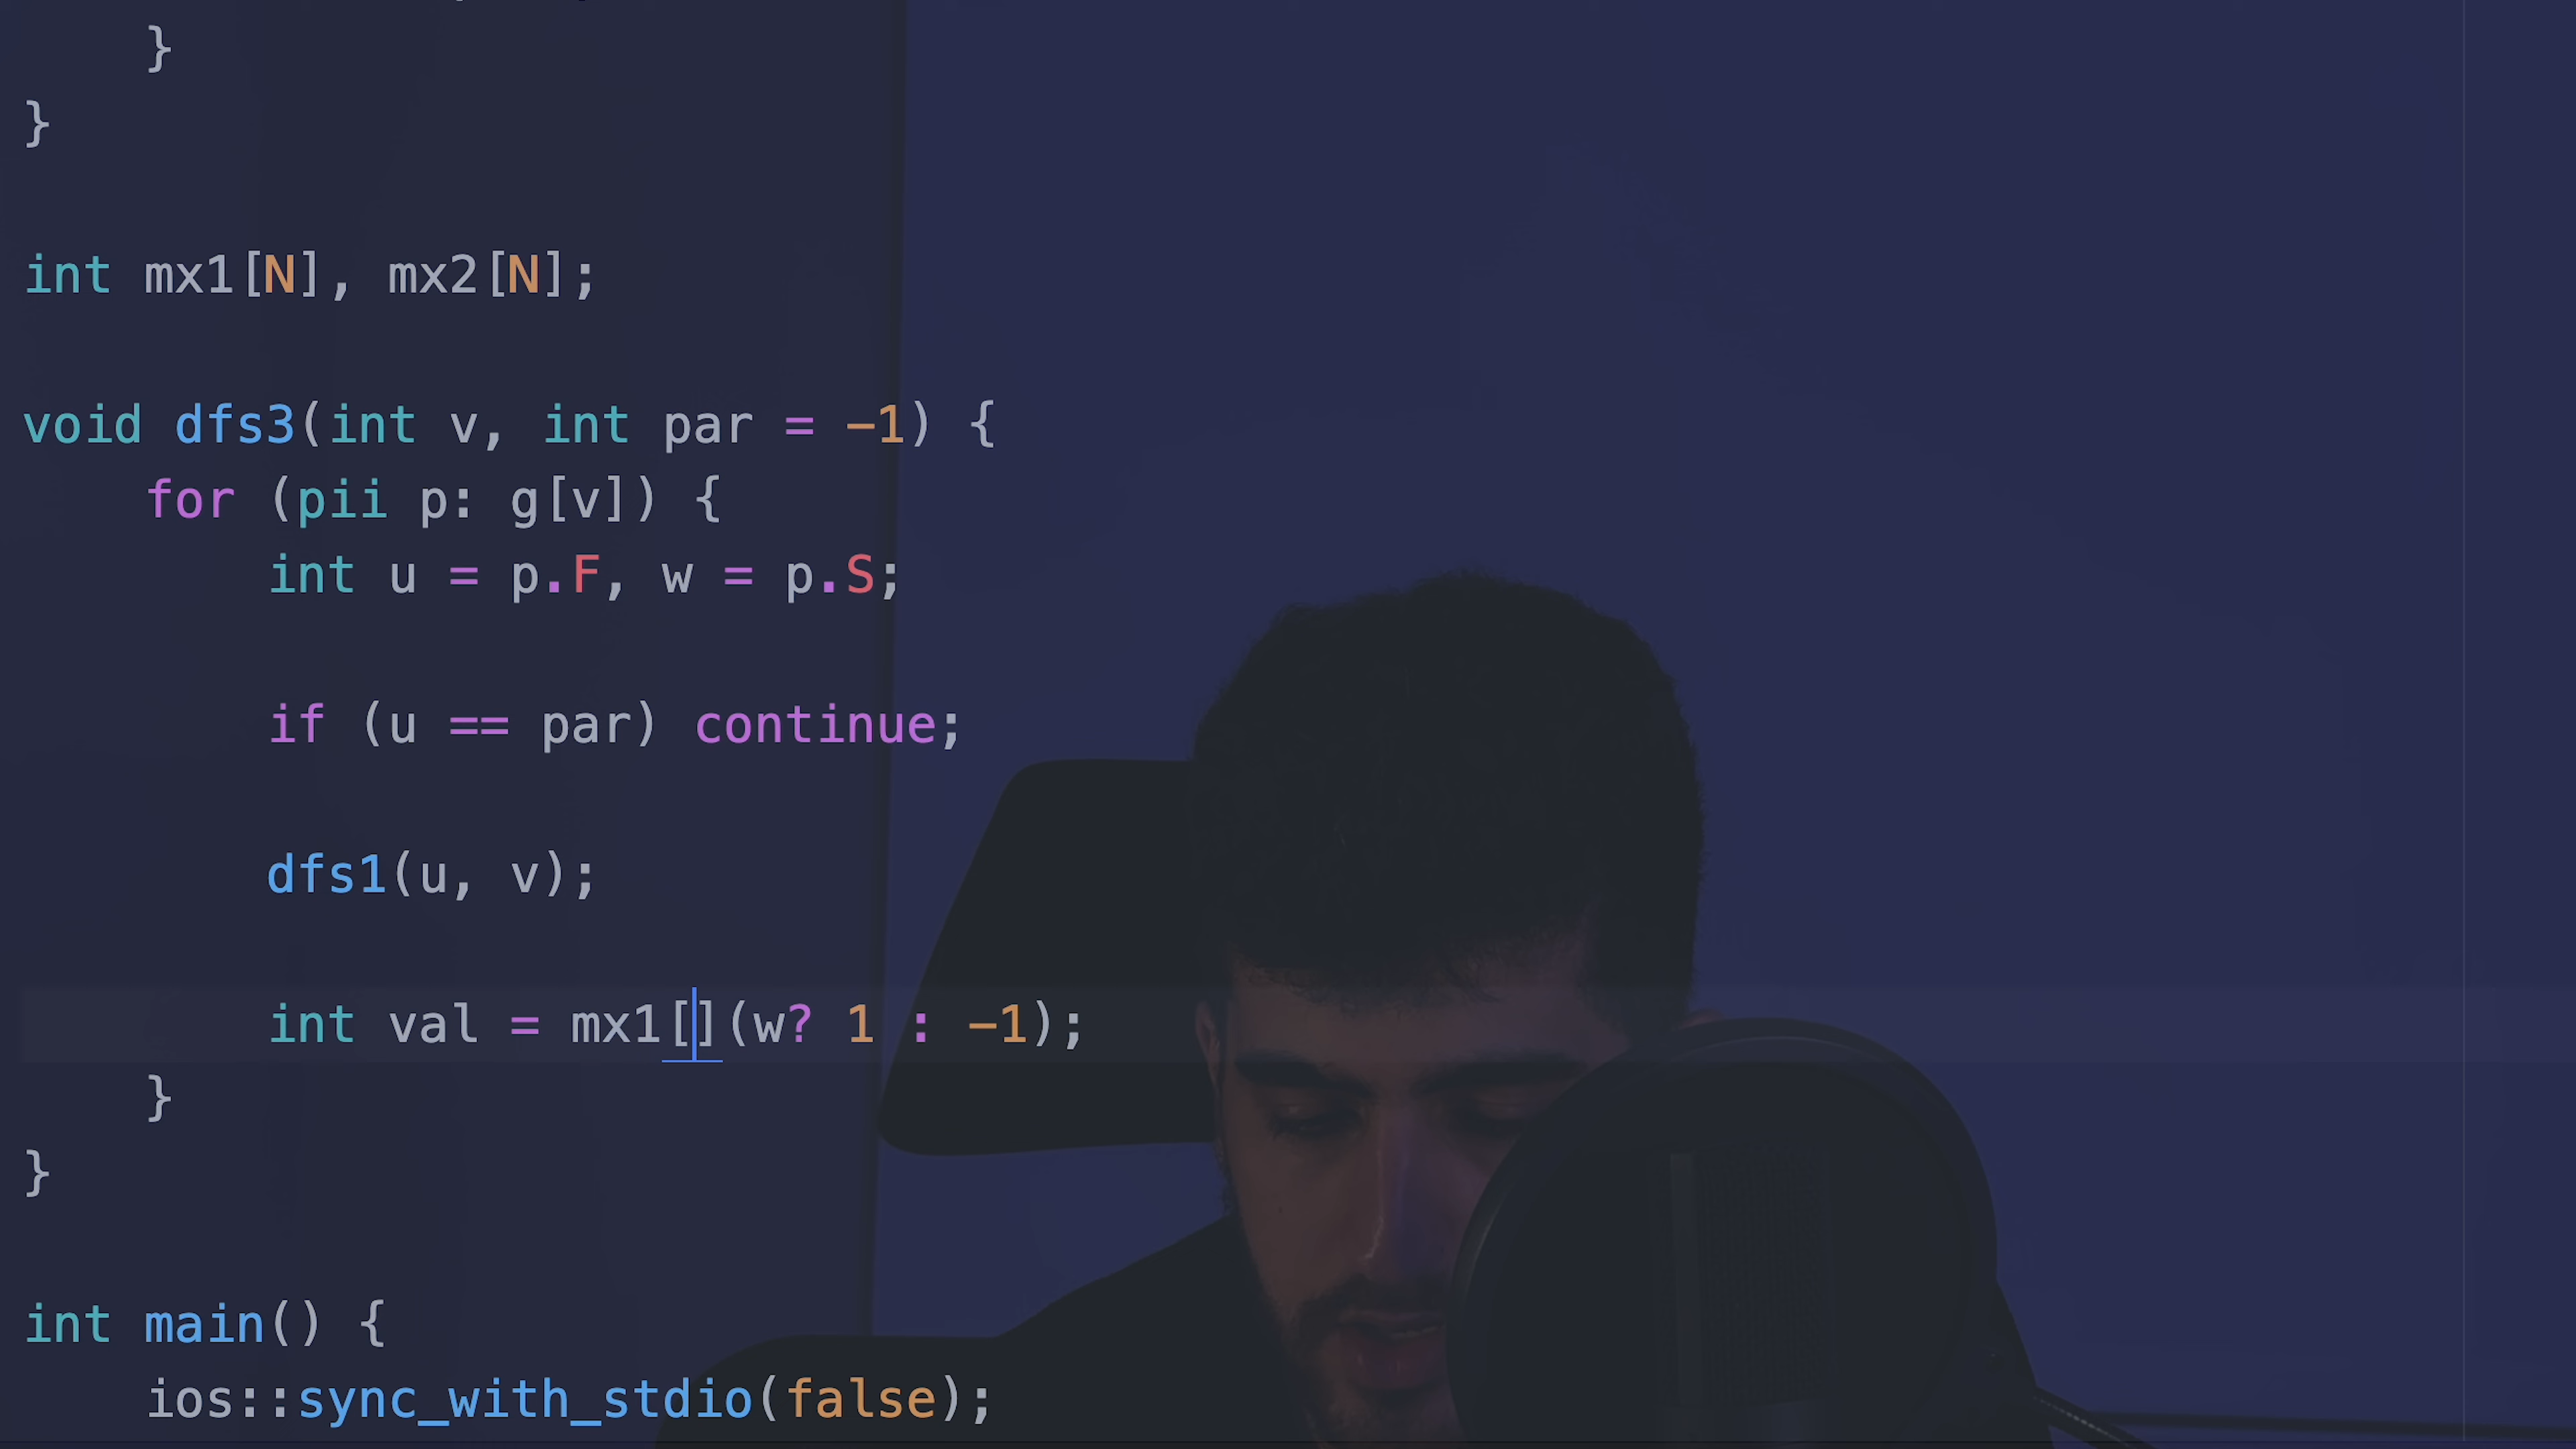 }
}
int mx1[N], mx2[N];
void dfs3(int v, int par = -1) {
for (pii p: g[v]) {
int u = p.F, w = p.S;
if (u == par) continue;
dfs1(u, v);
int val = mx1[](w? 1 : -1);
}
}
int main() {
ios::sync_with_stdio(false);